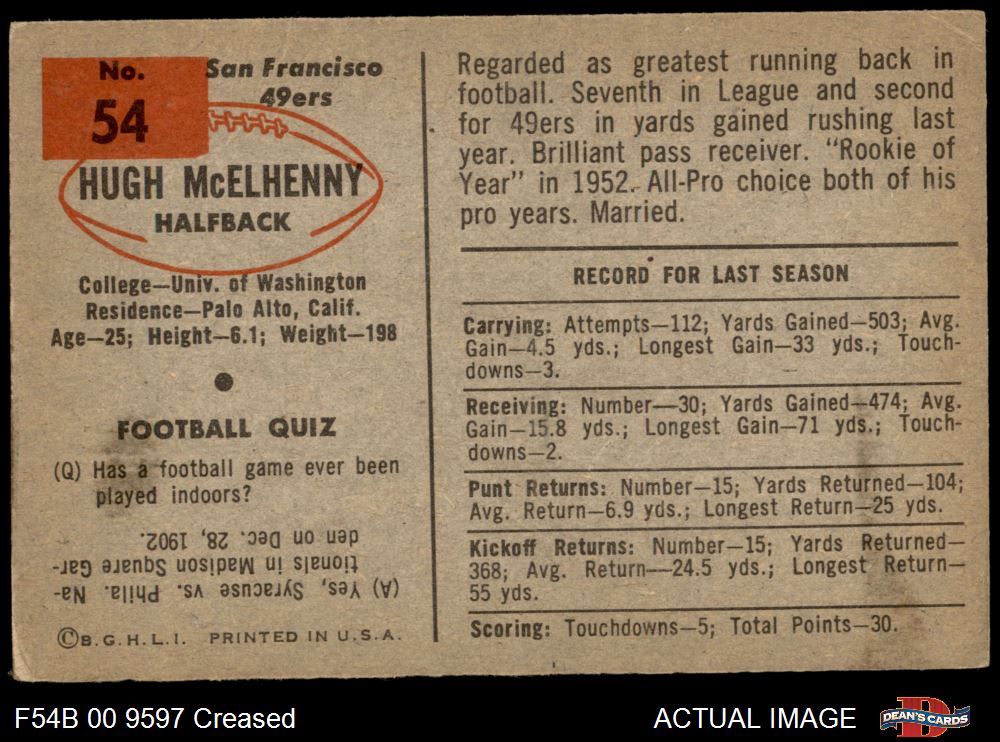 No.
54
San Francisco
49ers
HUGH McELHENNY
HALFBACK
College—Univ. of Washington
Residence—Palo Alto, Calif.
Age—25; Height—6.1; Weight—198
FOOTBALL QUIZ
(Q) Has a football game ever been
played indoors?
(A) Yes, Syracuse vs. Phila. Na-
tionals in Madison Square Gar-
den on Dec. 28, 1902.
©B.G.H.L.I. PRINTED IN U.S.A.
Regarded as greatest running back in
football. Seventh in League and second
for 49ers in yards gained rushing last
year. Brilliant pass receiver. "Rookie of
Year" in 1952. All-Pro choice both of his
pro years. Married.
RECORD FOR LAST SEASON
Carrying: Attempts—112; Yards Gained—503; Avg.
Gain—4.5 yds.; Longest Gain—33 yds.; Touch-
downs—3.
Receiving: Number—30; Yards Gained—474; Avg.
Gain—15.8 yds.; Longest Gain—71 yds.; Touch-
downs—2.
Punt Returns: Number—15; Yards Returned—104;
Avg. Return—6.9 yds.; Longest Return—25 yds.
Kickoff Returns: Number—15; Yards Returned—
368; Avg. Return—24.5 yds.; Longest Return—
55 yds.
Scoring: Touchdowns—5; Total Points—30.
F54B 00 9597 Creased
ACTUAL IMAGE
DEAN'S CARDS